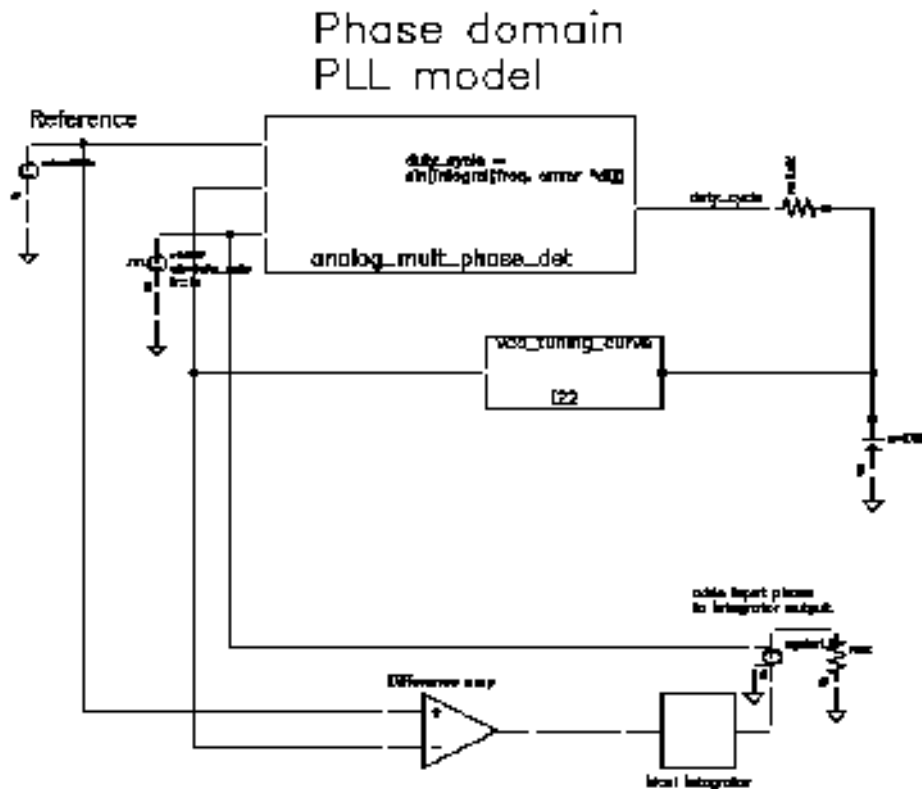 Phase domain
PLL model
Reference
duty_cycle =
sin[integral[freq. error *dt]]
duty_cycle
analog_mult_phase_det
vco_tuning_curve
I22
adds input phase
to integrator output.
Difference amp
Ideal integrator